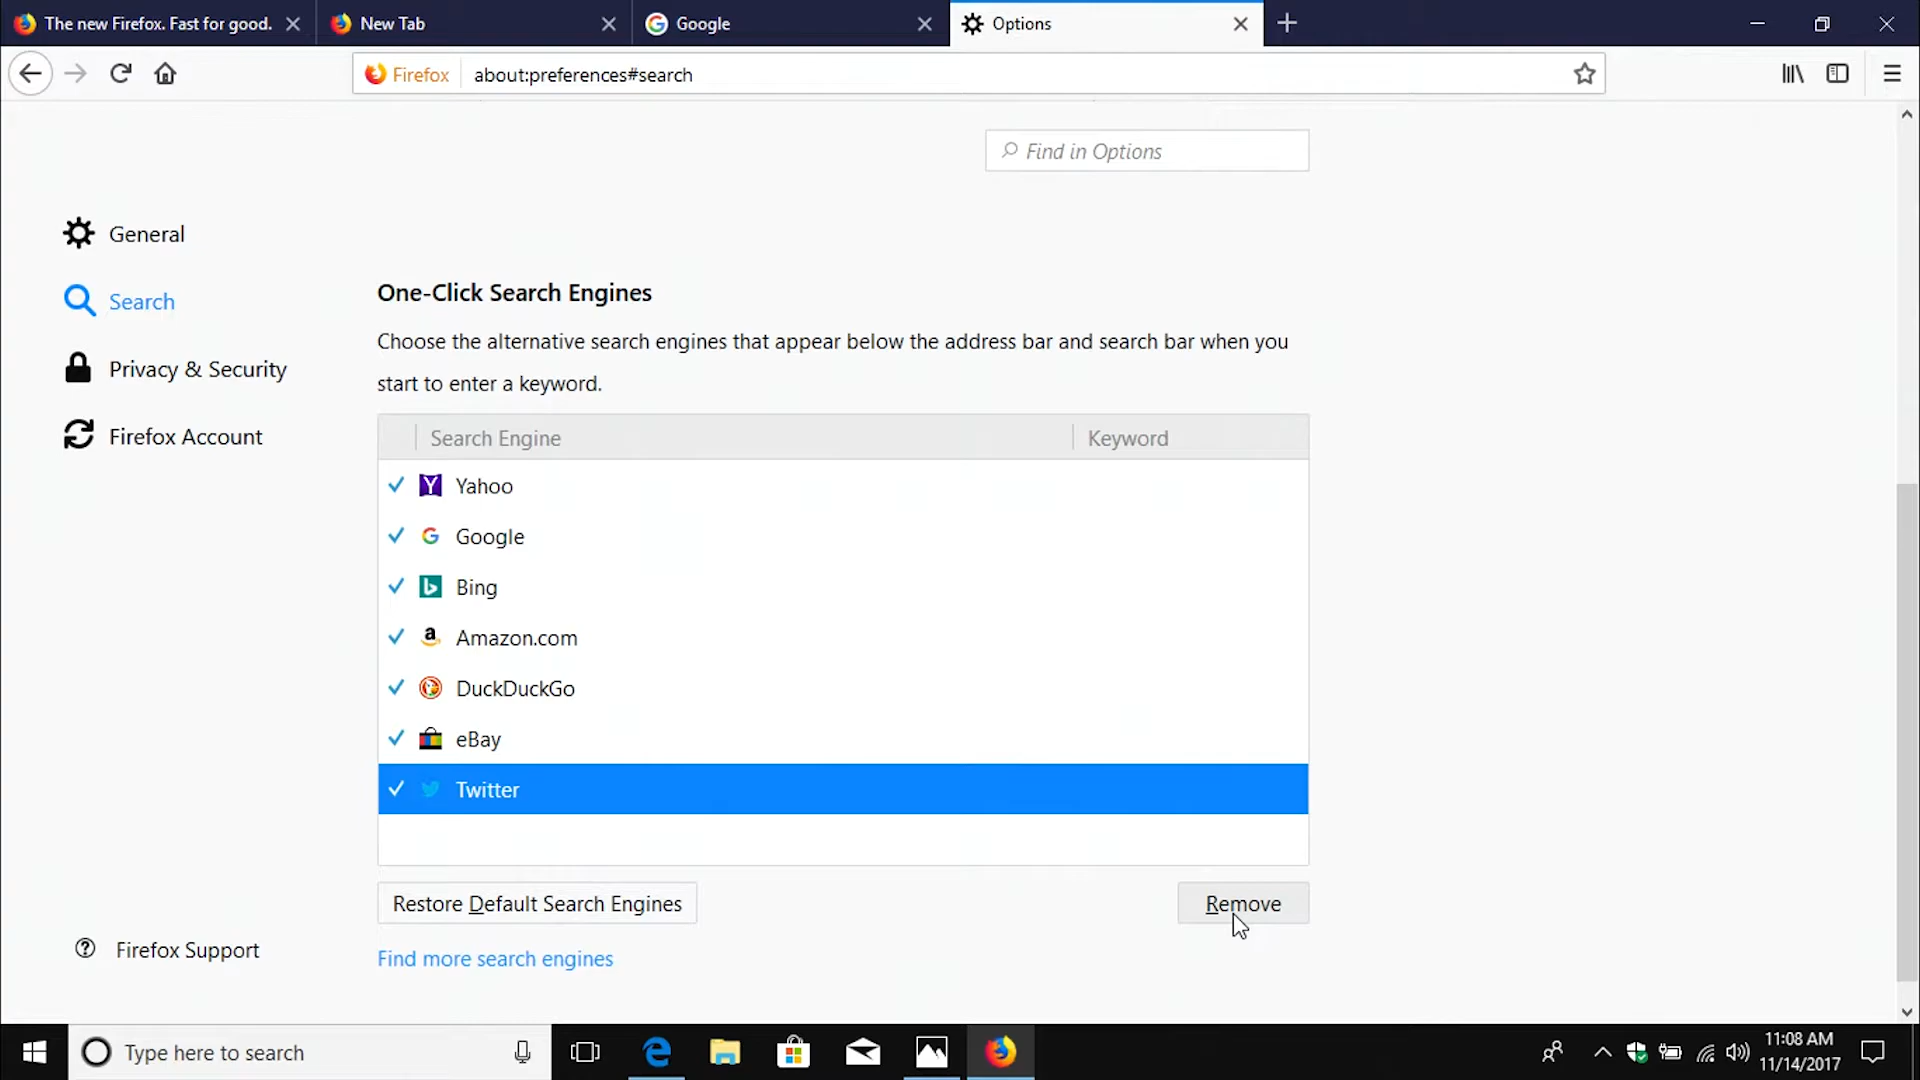 The new Firefox. Fast for good.
New Tab
Google
Options
Firefox
about:preferences#search
Find in Options
General
Search
Privacy & Security
Firefox Account
One-Click Search Engines
Choose the alternative search engines that appear below the address bar and search bar when you
start to enter a keyword.
Search Engine
Keyword
Yahoo
Google
Bing
Amazon.com
DuckDuckGo
eBay
Twitter
Restore Default Search Engines
Remove
Find more search engines
Firefox Support
Type here to search
11:08 AM
11/14/2017